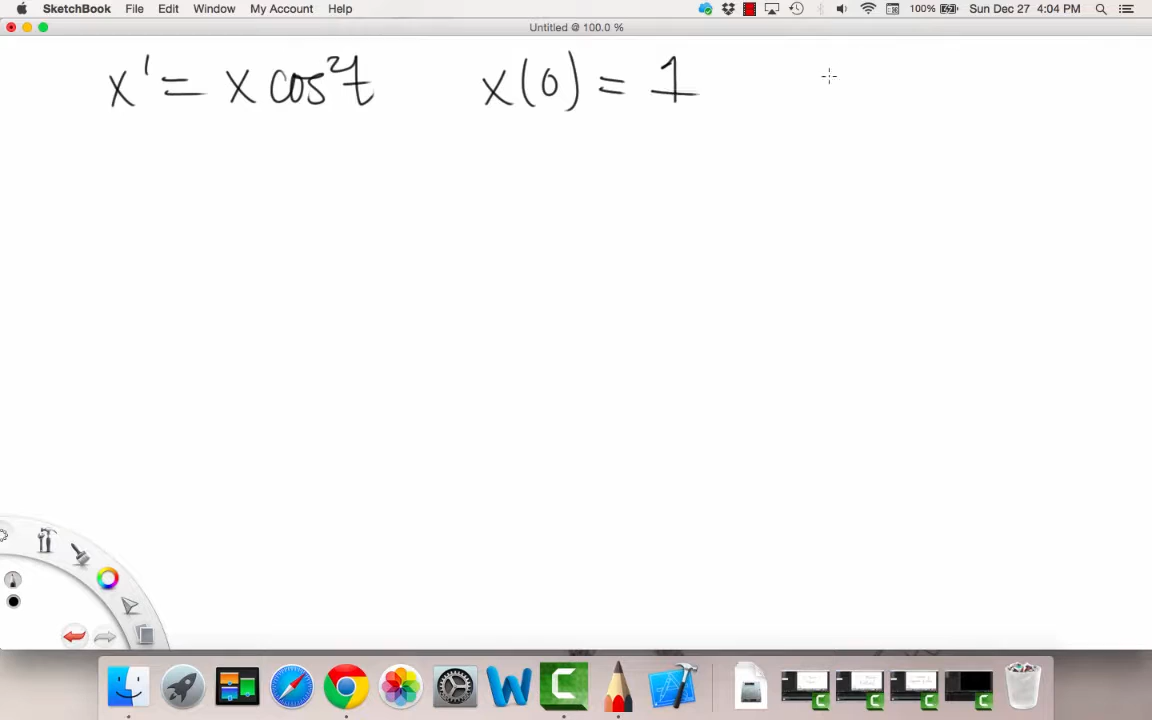 SketchBook File Edit Window My Account Help 100% Sun Dec 27 4:04 PM
Untitled @ 100.0 %
x' = x cos²t x(0) = 1